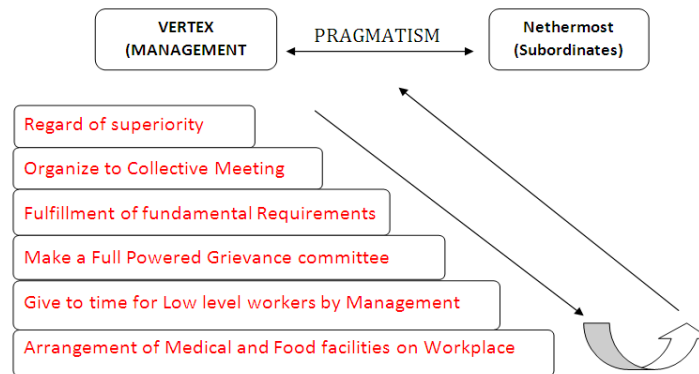 VERTEX
(MANAGEMENT
PRAGMATISM
Nethermost
(Subordinates)
Regard of superiority
Organize to Collective Meeting
Fulfillment of fundamental Requirements
Make a Full Powered Grievance committee
Give to time for Low level workers by Management
Arrangement of Medical and Food facilities on Workplace